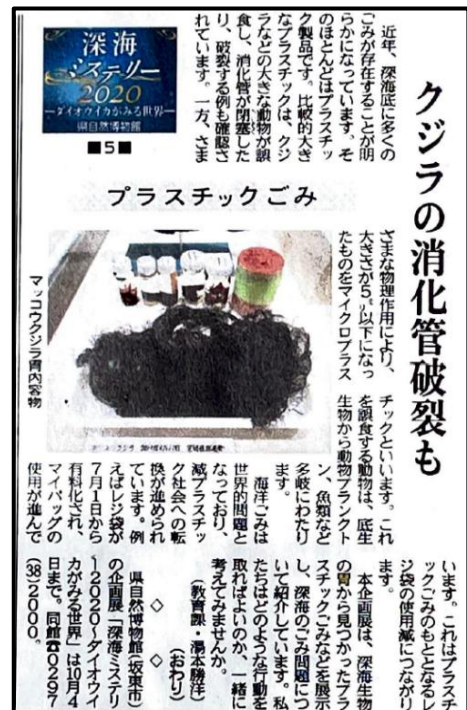 クジラの消化管破裂も
深海
ミステリー
2020
―ダイオウイカがみる世界―
県自然博物館
■5■
近年、深海底に多くの
ごみが存在することが明
らかになっています。そ
のほとんどはプラスチッ
ク製品です。比較的大き
なプラスチックは、クジ
ラなどの大きな動物が誤
食し、消化管が閉塞した
り、破裂する例も確認さ
れています。一方、さま
プラスチックごみ
ざまな物理作用により、
大きさが5㍉以下になっ
たものをマイクロプラス
マッコウクジラ胃内容物
チックといいます。これ
を誤食する動物は、底生
生物から動物プランクト
ン、魚類など
多岐にわたり
ます。
海洋ごみは
世界的問題と
なっており、
減プラスチッ
ク社会への転
換が進められ
ています。例
えばレジ袋が
7月1日から
有料化され、
マイバッグの
使用が進んで
います。これはプラスチ
ックごみのもととなるレ
ジ袋の使用減につながり
ます。
本企画展は、深海生物
の胃から見つかったプラ
スチックごみなどを展示
し、深海のごみ問題につ
いて紹介しています。私
たちはどのような行動を
取ればよいのか、一緒に
考えてみませんか。
（教育課・湯本勝洋）
（おわり）
◇　◇
県自然博物館（坂東市）
の企画展「深海ミステリ
ー2020～ダイオウイ
カがみる世界」は10月4
日まで。同館☎0297
（38）2000。